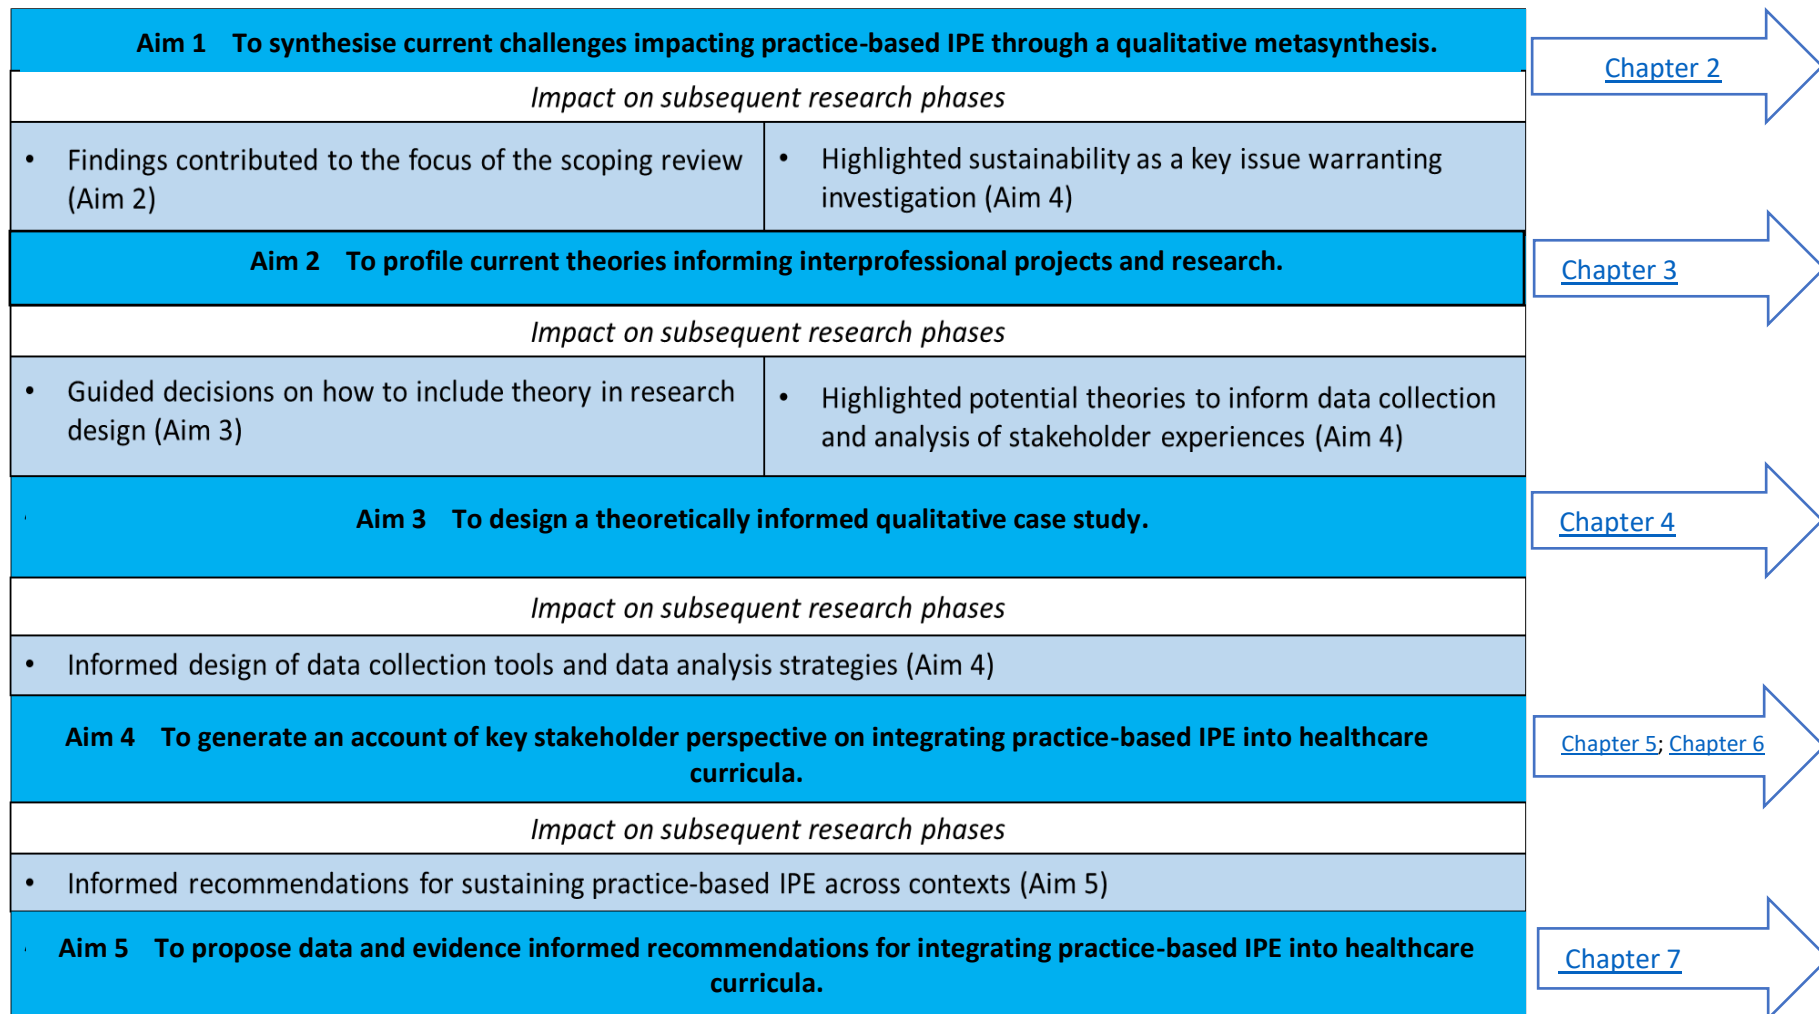 Aim 1 To synthesise current challenges impacting practice-based IPE through a qualitative metasynthesis.
Chapter 2
Impact on subsequent research phases
• Findings contributed to the focus of the scoping review
(Aim 2)
• Highlighted sustainability as a key issue warranting
investigation (Aim 4)
Aim 2 To profile current theories informing interprofessional projects and research.
Chapter 3
Impact on subsequent research phases
• Guided decisions on how to include theory in research
design (Aim 3)
• Highlighted potential theories to inform data collection
and analysis of stakeholder experiences (Aim 4)
Aim 3 To design a theoretically informed qualitative case study.
Chapter 4
Impact on subsequent research phases
• Informed design of data collection tools and data analysis strategies (Aim 4)
Aim 4 To generate an account of key stakeholder perspective on integrating practice-based IPE into healthcare
curricula.
Chapter 5; Chapter 6
Impact on subsequent research phases
• Informed recommendations for sustaining practice-based IPE across contexts (Aim 5)
Aim 5 To propose data and evidence informed recommendations for integrating practice-based IPE into healthcare
curricula.
Chapter 7